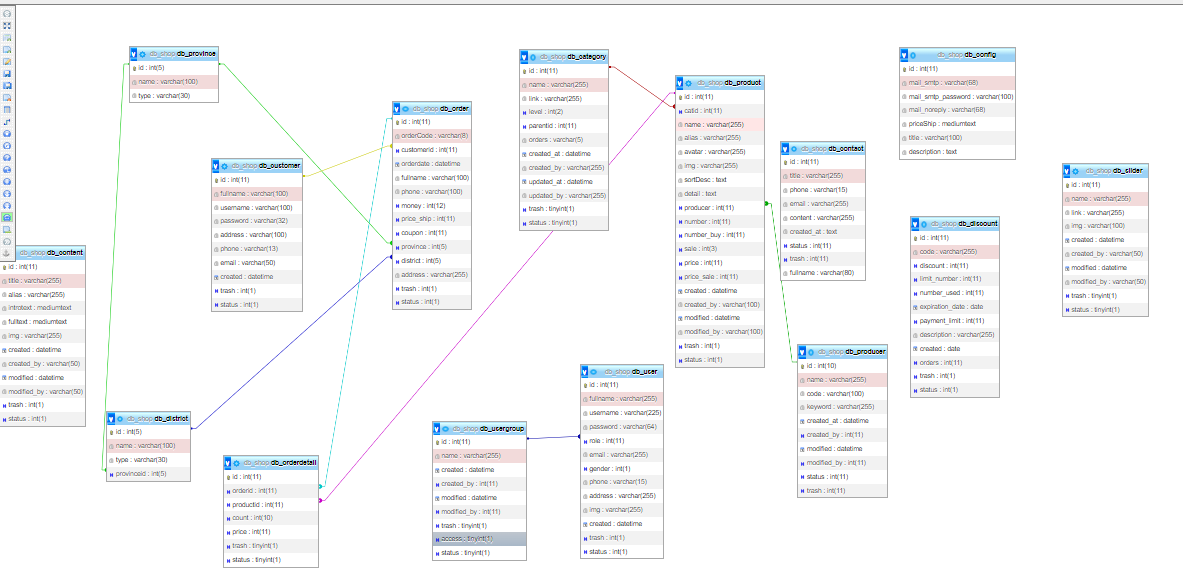 db_shop db_province
id : int(5)
name : varchar(100)
type : varchar(30)
db_shop db_customer
id : int(11)
fullname : varchar(100)
username : varchar(100)
password : varchar(32)
address : varchar(100)
phone : varchar(13)
email : varchar(50)
created : datetime
trash : int(1)
status : int(1)
db_shop db_content
id : int(11)
title : varchar(255)
alias : varchar(255)
introtext : mediumtext
fulltext : mediumtext
img : varchar(255)
created : datetime
created_by : varchar(50)
modified : datetime
modified_by : varchar(50)
trash : int(1)
status : int(1)
db_shop db_district
id : int(5)
name : varchar(100)
type : varchar(30)
provinceid : int(5)
db_shop db_orderdetail
id : int(11)
orderid : int(11)
productid : int(11)
count : int(10)
price : int(11)
trash : tinyint(1)
status : tinyint(1)
db_shop db_order
id : int(11)
orderCode : varchar(8)
customerid : int(11)
orderdate : datetime
fullname : varchar(100)
phone : varchar(100)
money : int(12)
price_ship : int(11)
coupon : int(11)
province : int(5)
district : int(5)
address : varchar(255)
trash : int(1)
status : int(1)
db_shop db_category
id : int(11)
name : varchar(255)
link : varchar(255)
level : int(2)
parentid : int(11)
orders : varchar(5)
created_at : datetime
created_by : varchar(255)
updated_at : datetime
updated_by : varchar(255)
trash : tinyint(1)
status : tinyint(1)
db_shop db_usergroup
id : int(11)
name : varchar(255)
created : datetime
created_by : int(11)
modified : datetime
modified_by : int(11)
trash : tinyint(1)
access : tinyint(1)
status : tinyint(1)
db_shop db_user
id : int(11)
fullname : varchar(255)
username : varchar(225)
password : varchar(64)
role : int(11)
email : varchar(255)
gender : int(1)
phone : varchar(15)
address : varchar(255)
img : varchar(255)
created : datetime
trash : int(1)
status : int(1)
db_shop db_product
id : int(11)
catid : int(11)
name : varchar(255)
alias : varchar(255)
avatar : varchar(255)
img : varchar(255)
sortDesc : text
detail : text
producer : int(11)
number : int(11)
number_buy : int(11)
sale : int(3)
price : int(11)
price_sale : int(11)
created : datetime
created_by : varchar(100)
modified : datetime
modified_by : varchar(100)
trash : int(1)
status : int(1)
db_shop db_contact
id : int(11)
title : varchar(255)
phone : varchar(15)
email : varchar(255)
content : varchar(255)
created_at : text
status : int(11)
trash : int(11)
fullname : varchar(80)
db_shop db_producer
id : int(10)
name : varchar(255)
code : varchar(100)
keyword : varchar(255)
created_at : datetime
created_by : int(11)
modified : datetime
modified_by : int(11)
status : int(11)
trash : int(11)
db_shop db_config
id : int(11)
mail_smtp : varchar(68)
mail_smtp_password : varchar(100)
mail_noreply : varchar(68)
priceShip : mediumtext
title : varchar(100)
description : text
db_shop db_discount
id : int(11)
code : varchar(255)
discount : int(11)
limit_number : int(11)
number_used : int(11)
expiration_date : date
payment_limit : int(11)
description : varchar(255)
created : date
orders : int(11)
trash : int(1)
status : int(1)
db_shop db_slider
id : int(11)
name : varchar(255)
link : varchar(255)
img : varchar(100)
created : datetime
created_by : varchar(50)
modified : datetime
modified_by : varchar(50)
trash : tinyint(1)
status : tinyint(1)